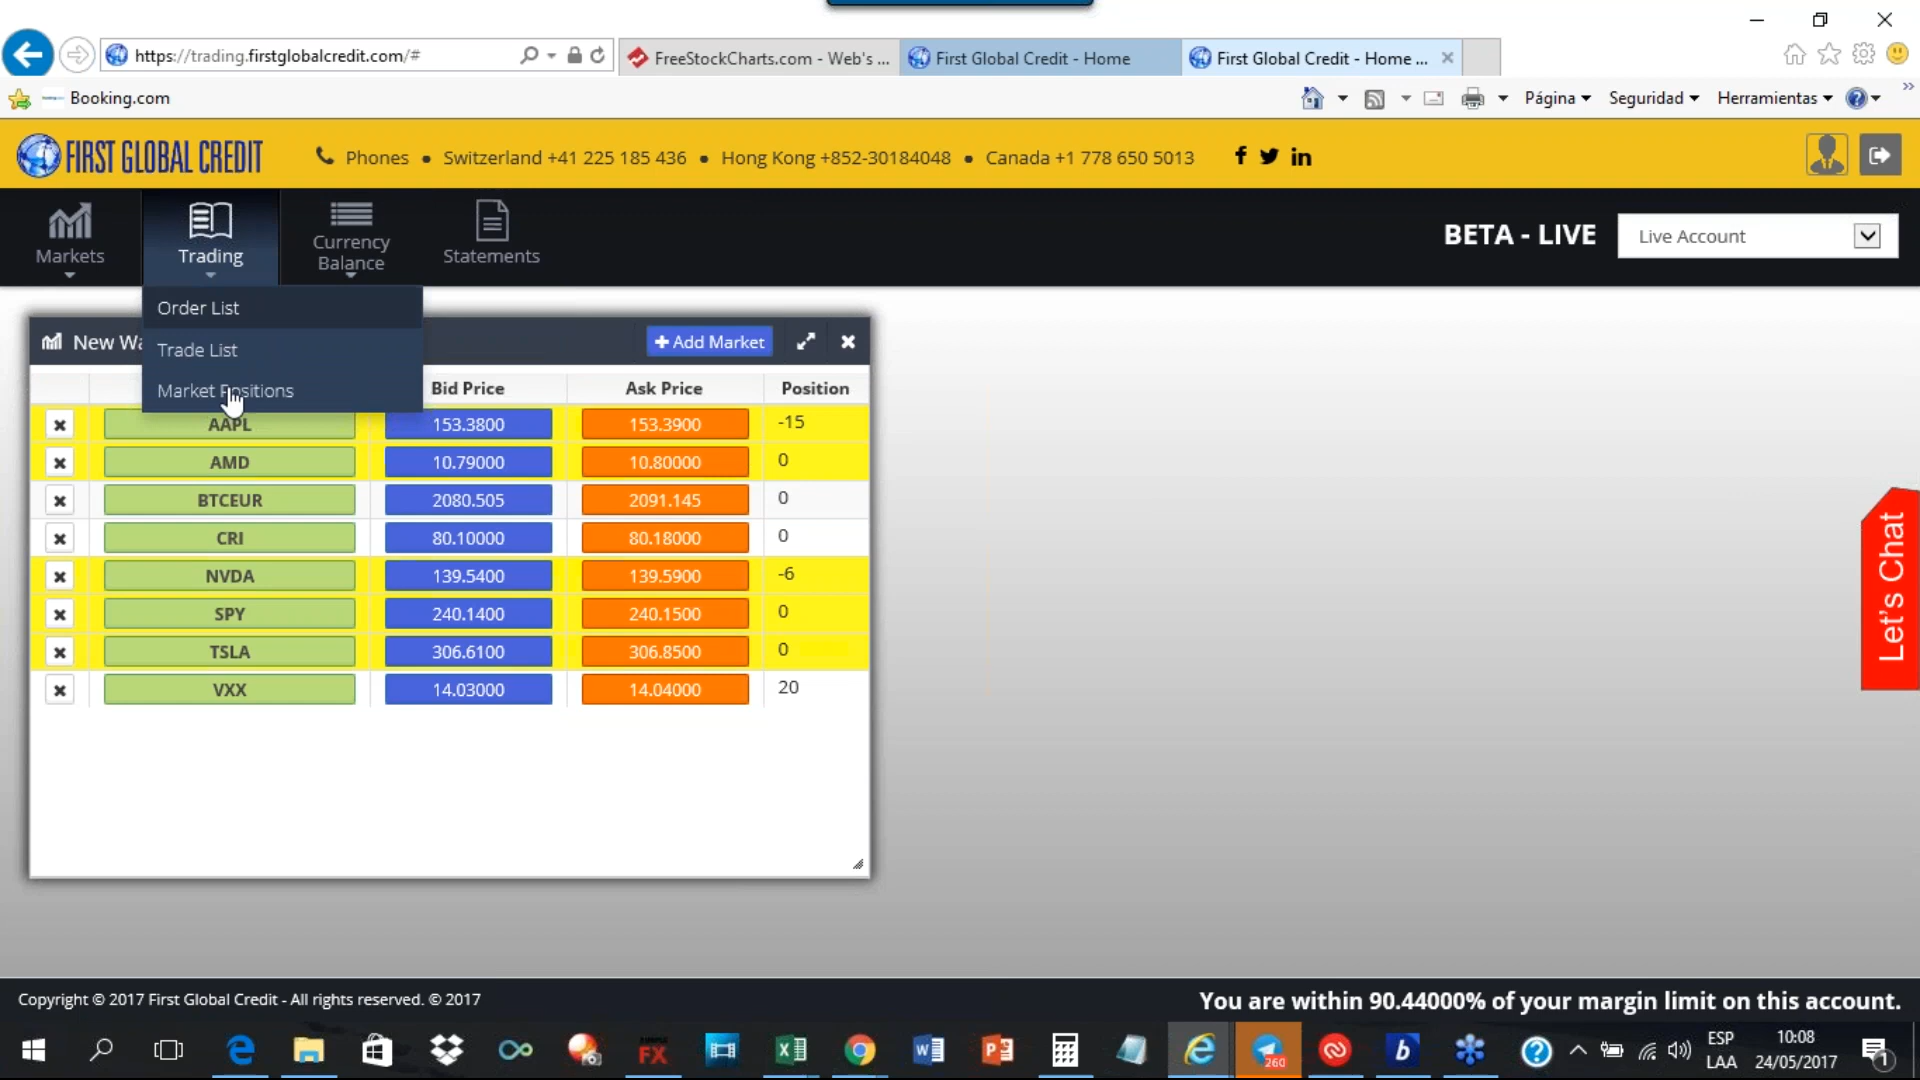 https://trading.firstglobalcredit.com/#
FreeStockCharts.com - Web's ...
First Global Credit - Home
First Global Credit - Home ...
Booking.com
Página
Seguridad
Herramientas
FIRST GLOBAL CREDIT
Phones • Switzerland +41 225 185 436 • Hong Kong +852-30184048 • Canada +1 778 650 5013
Markets
Trading
Currency Balance
Statements
BETA - LIVE
Live Account
Order List
Trade List
Market Positions
New Wa
+ Add Market
Bid Price Ask Price Position
AAPL 153.3800 153.3900 -15
AMD 10.79000 10.80000 0
BTCEUR 2080.505 2091.145 0
CRI 80.10000 80.18000 0
NVDA 139.5400 139.5900 -6
SPY 240.1400 240.1500 0
TSLA 306.6100 306.8500 0
VXX 14.03000 14.04000 20
Let's Chat
Copyright © 2017 First Global Credit - All rights reserved. © 2017
You are within 90.44000% of your margin limit on this account.
FX
260
ESP
LAA
10:08
24/05/2017
1